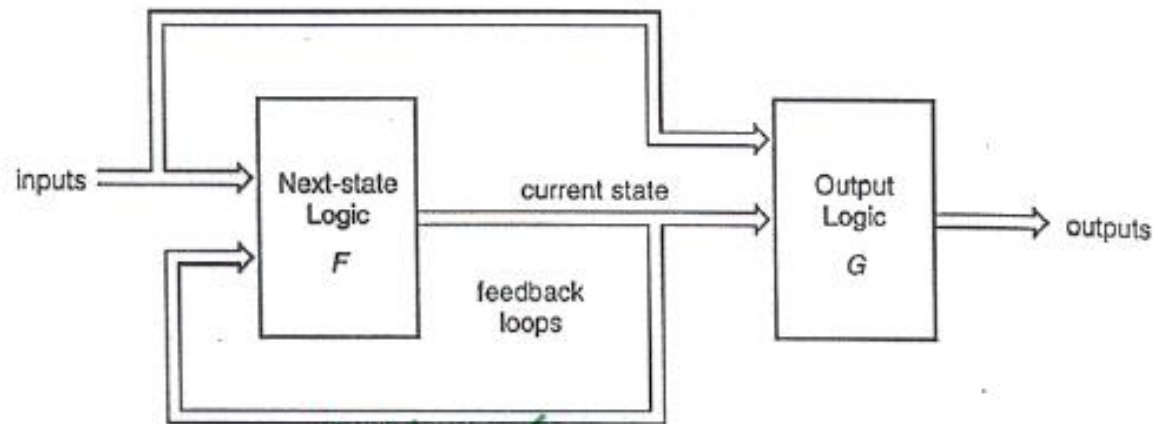 inputs
Next-state
Logic
F
current state
feedback
loops
Output
Logic
G
outputs